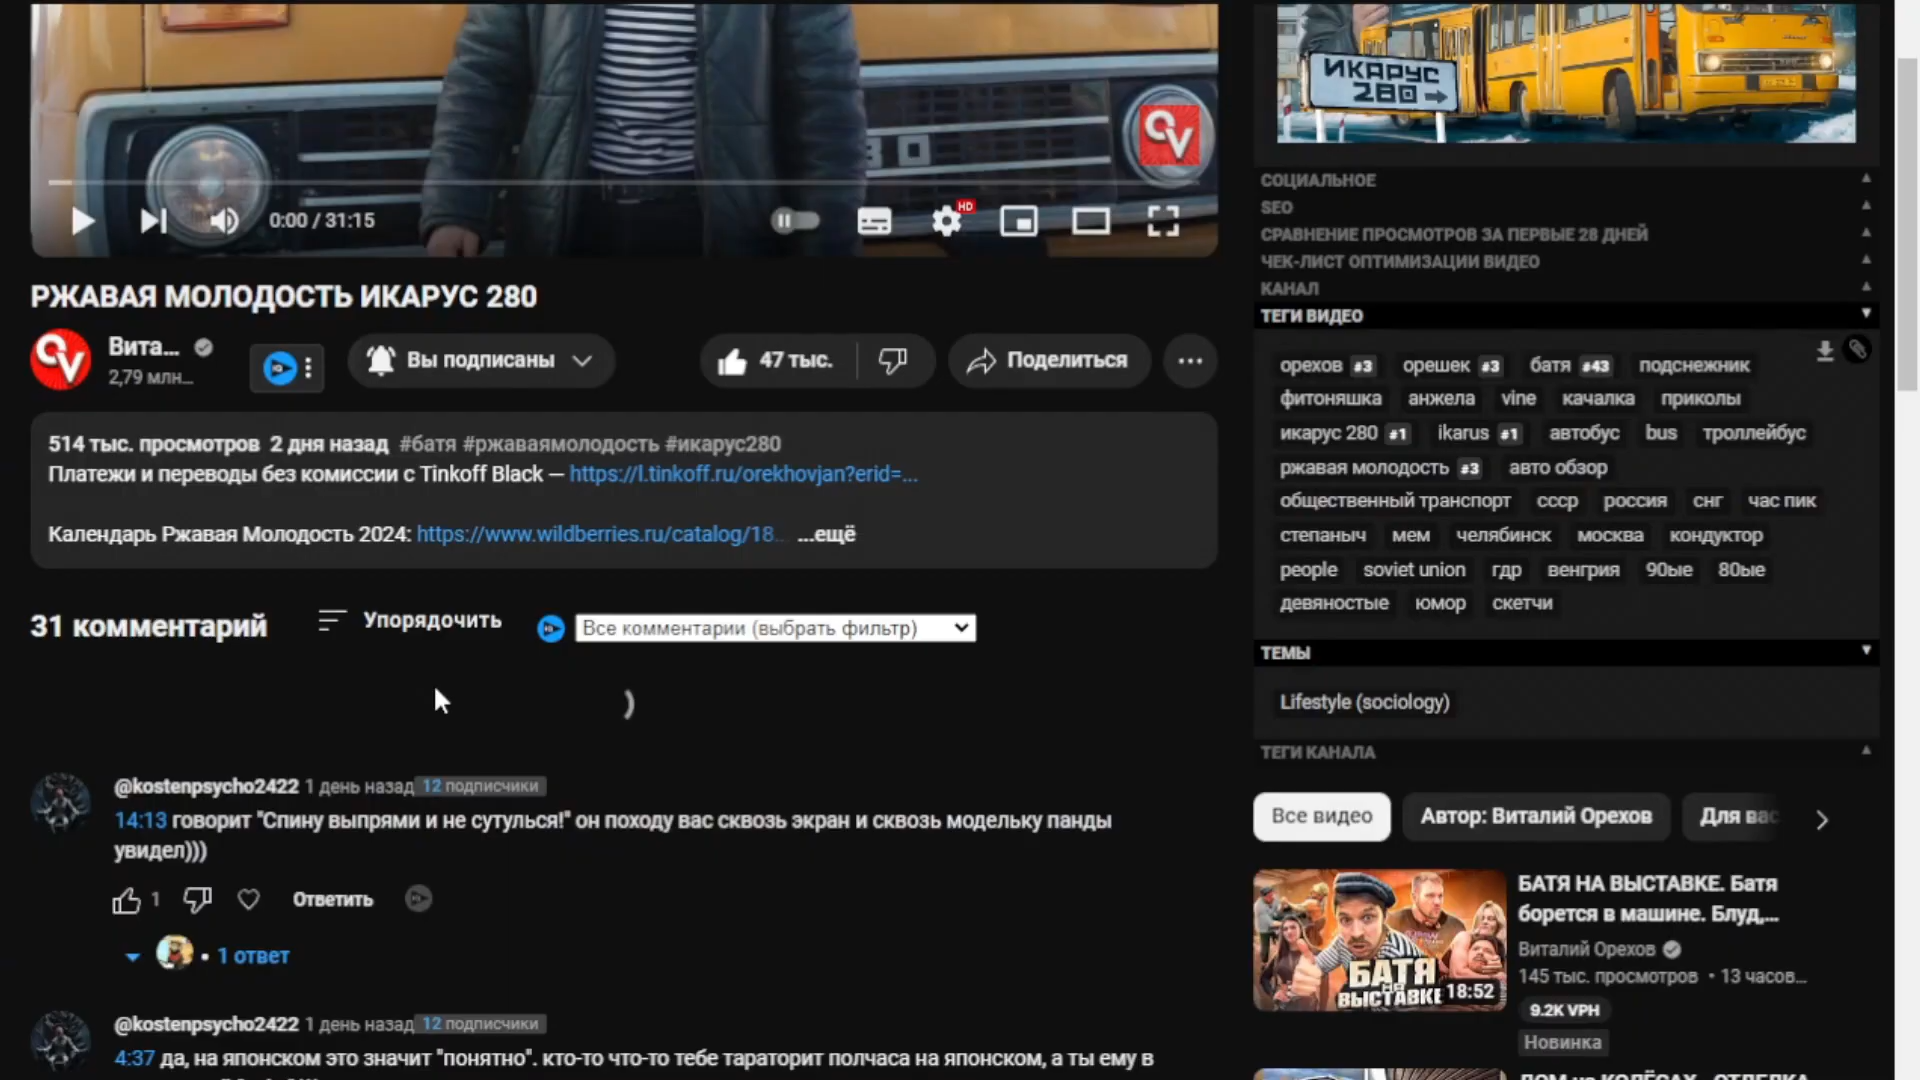 ИКАРУС
280→
80
HD
0:00 / 31:15
РЖАВАЯ МОЛОДОСТЬ ИКАРУС 280
Вита...
2,79 млн...
Вы подписаны
47 тыс.
Поделиться
514 тыс. просмотров 2 дня назад #батя #ржаваямолодость #икарус280
Платежи и переводы без комиссии с Tinkoff Black — https://l.tinkoff.ru/orekhovjan?erid=...
Календарь Ржавая Молодость 2024: https://www.wildberries.ru/catalog/18... ...ещё
31 комментарий
Упорядочить
Все комментарии (выбрать фильтр)
@kostenpsycho2422 1 день назад 12 подписчики
14:13 говорит "Спину выпрями и не сутулься!" он походу вас сквозь экран и сквозь модельку панды
увидел)))
1
Ответить
• 1 ответ
@kostenpsycho2422 1 день назад 12 подписчики
4:37 да, на японском это значит "понятно". кто-то что-то тебе тараторит полчаса на японском, а ты ему в
СОЦИАЛЬНОЕ
SEO
СРАВНЕНИЕ ПРОСМОТРОВ ЗА ПЕРВЫЕ 28 ДНЕЙ
ЧЕК-ЛИСТ ОПТИМИЗАЦИИ ВИДЕО
КАНАЛ
ТЕГИ ВИДЕО
орехов #3 орешек #3 батя #43 подснежник
фитоняшка анжела vine качалка приколы
икарус 280 #1 ikarus #1 автобус bus троллейбус
ржавая молодость #3 авто обзор
общественный транспорт ссср россия снг час пик
степаныч мем челябинск москва кондуктор
people soviet union гдр венгрия 90ые 80ые
девяностые юмор скетчи
ТЕМЫ
Lifestyle (sociology)
ТЕГИ КАНАЛА
Все видео
Автор: Виталий Орехов
Для вас
БАТЯ
НА
ВЫСТАВКЕ
18:52
БАТЯ НА ВЫСТАВКЕ. Батя
борется в машине. Блуд,...
Виталий Орехов
145 тыс. просмотров • 13 часов...
9.2K VPH
Новинка
ДОМ на КОЛЁСАХ - ОТДЕЛКА